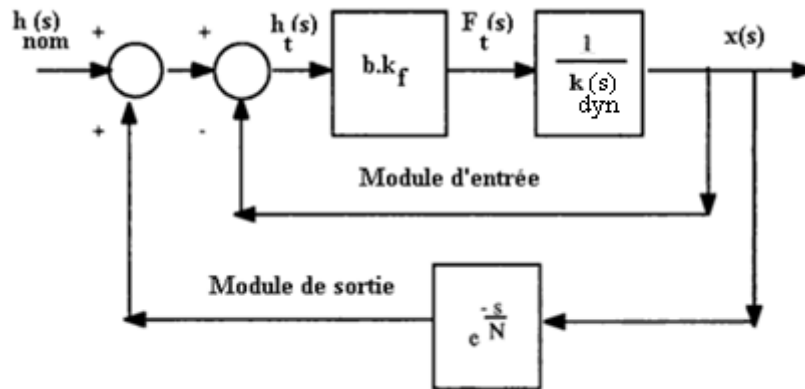 h (s)
nom
+
+
h (s)
t
b.k
f
F (s)
t
1
k (s)
dyn
x(s)
+
-
Module d'entrée
Module de sortie
e
-s
N